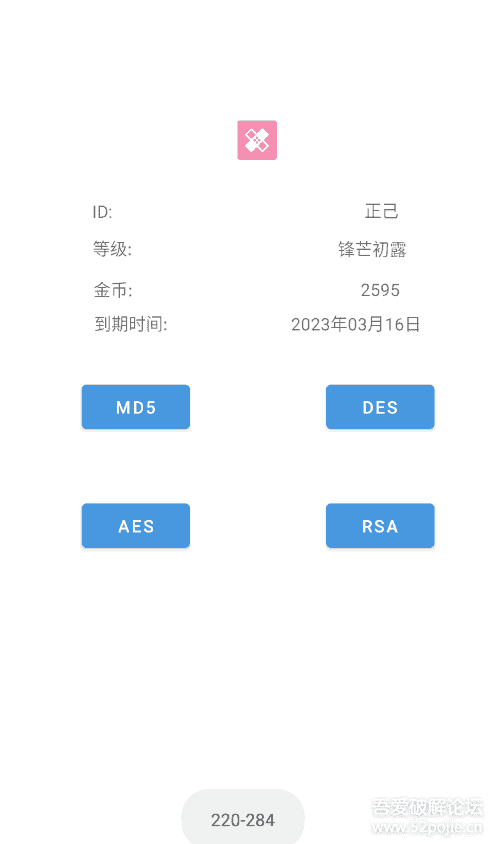 ID: 正己
等级: 锋芒初露
金币: 2595
到期时间: 2023年03月16日
MD5 DES
AES RSA
220-284
吾爱破解论坛
www.52pojie.cn